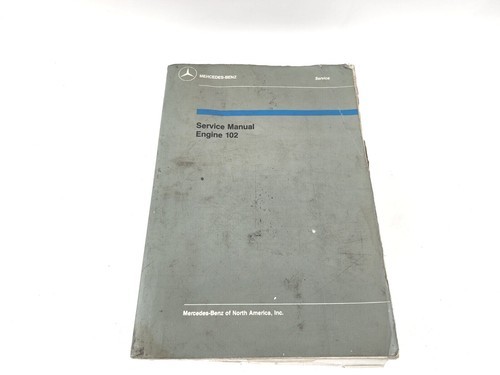 MERCEDES-BENZ
Service
Service Manual
Engine 102
Mercedes-Benz of North America, Inc.